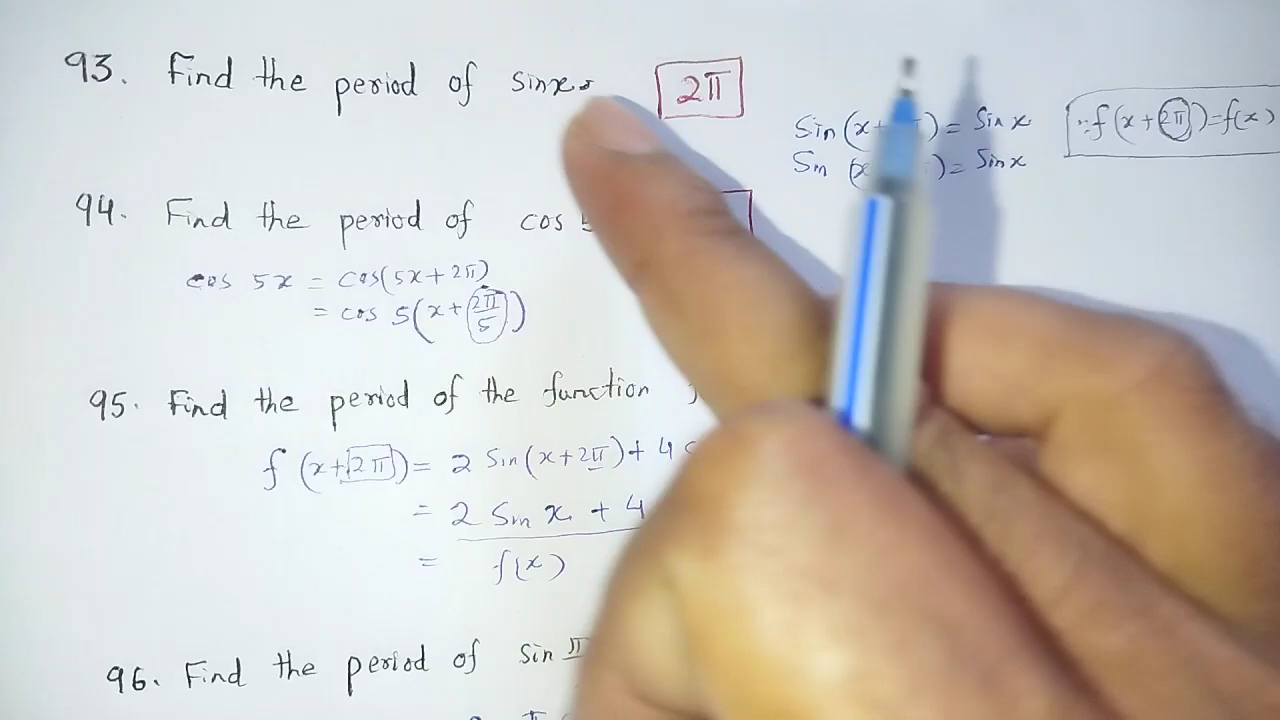 93. Find the period of sinx. 2π
Sin(x+ ) = Sin x
∵ f(x+2π)=f(x)
Sin (x )= Sinx
94. Find the period of cos 5
cos 5x = cos(5x+2π)
= cos 5(x+2π/5)
95. Find the period of the function
f(x+2π)= 2 Sin(x+2π)+4 c
= 2 Sin x + 4
= f(x)
96. Find the period of sin π